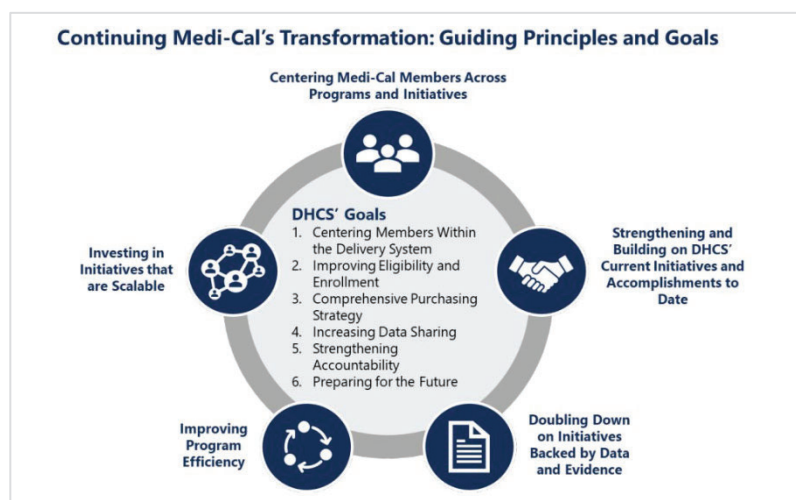 Continuing Medi-Cal's Transformation: Guiding Principles and Goals
Centering Medi-Cal Members Across
Programs and Initiatives
DHCS' Goals
1. Centering Members Within
the Delivery System
2. Improving Eligibility and
Enrollment
3. Comprehensive Purchasing
Strategy
4. Increasing Data Sharing
5. Strengthening
Accountability
6. Preparing for the Future
Strengthening and
Building on DHCS'
Current Initiatives and
Accomplishments to
Date
Doubling Down
on Initiatives
Backed by Data
and Evidence
Improving
Program
Efficiency
Investing in
Initiatives that
are Scalable